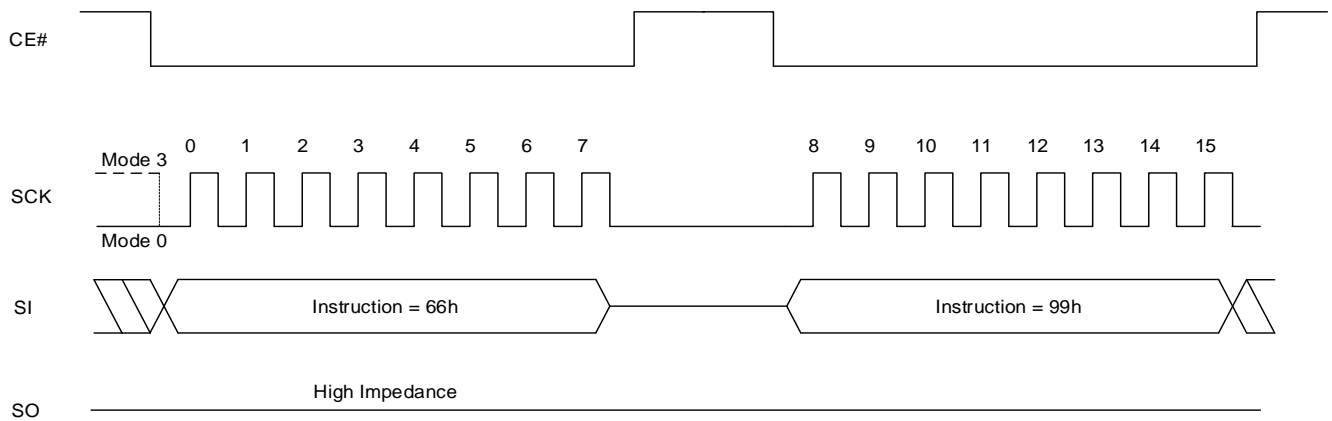 CE#
0 1 2 3 4 5 6 7 8 9 10 11 12 13 14 15
Mode 3
SCK
Mode 0
SI
Instruction = 66h
Instruction = 99h
High Impedance
SO